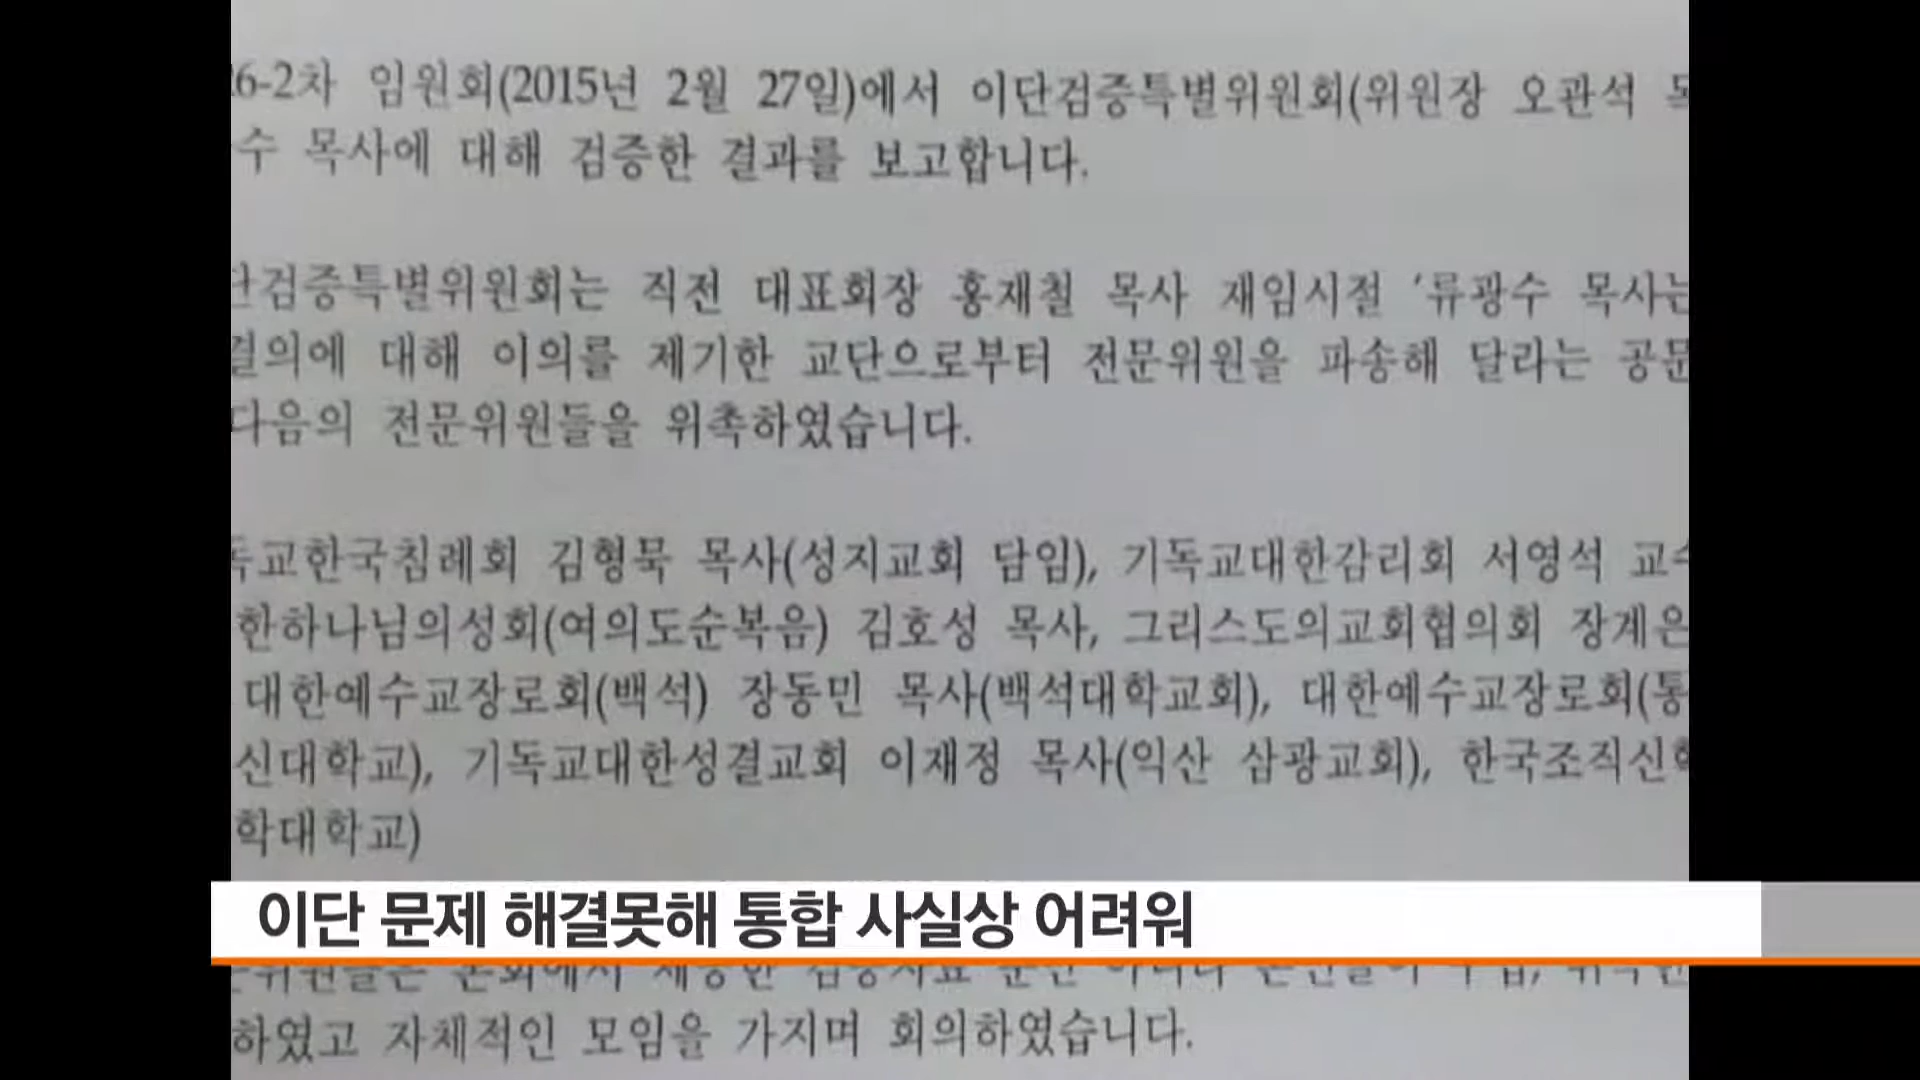 26-2차 임원회(2015년 2월 27일)에서 이단검증특별위원회(위원장 오관석 목
수 목사에 대해 검증한 결과를 보고합니다.
단검증특별위원회는 직전 대표회장 홍재철 목사 재임시절 '류광수 목사는
결의에 대해 이의를 제기한 교단으로부터 전문위원을 파송해 달라는 공문
다음의 전문위원들을 위촉하였습니다.
독교한국침례회 김형묵 목사(성지교회 담임), 기독교대한감리회 서영석 교수
한하나님의성회(여의도순복음) 김호성 목사, 그리스도의교회협의회 장계은
대한예수교장로회(백석) 장동민 목사(백석대학교회), 대한예수교장로회(통
신대학교), 기독교대한성결교회 이재정 목사(익산 삼광교회), 한국조직신학
학대학교)
이단 문제 해결못해 통합 사실상 어려워
하였고 자체적인 모임을 가지며 회의하였습니다.